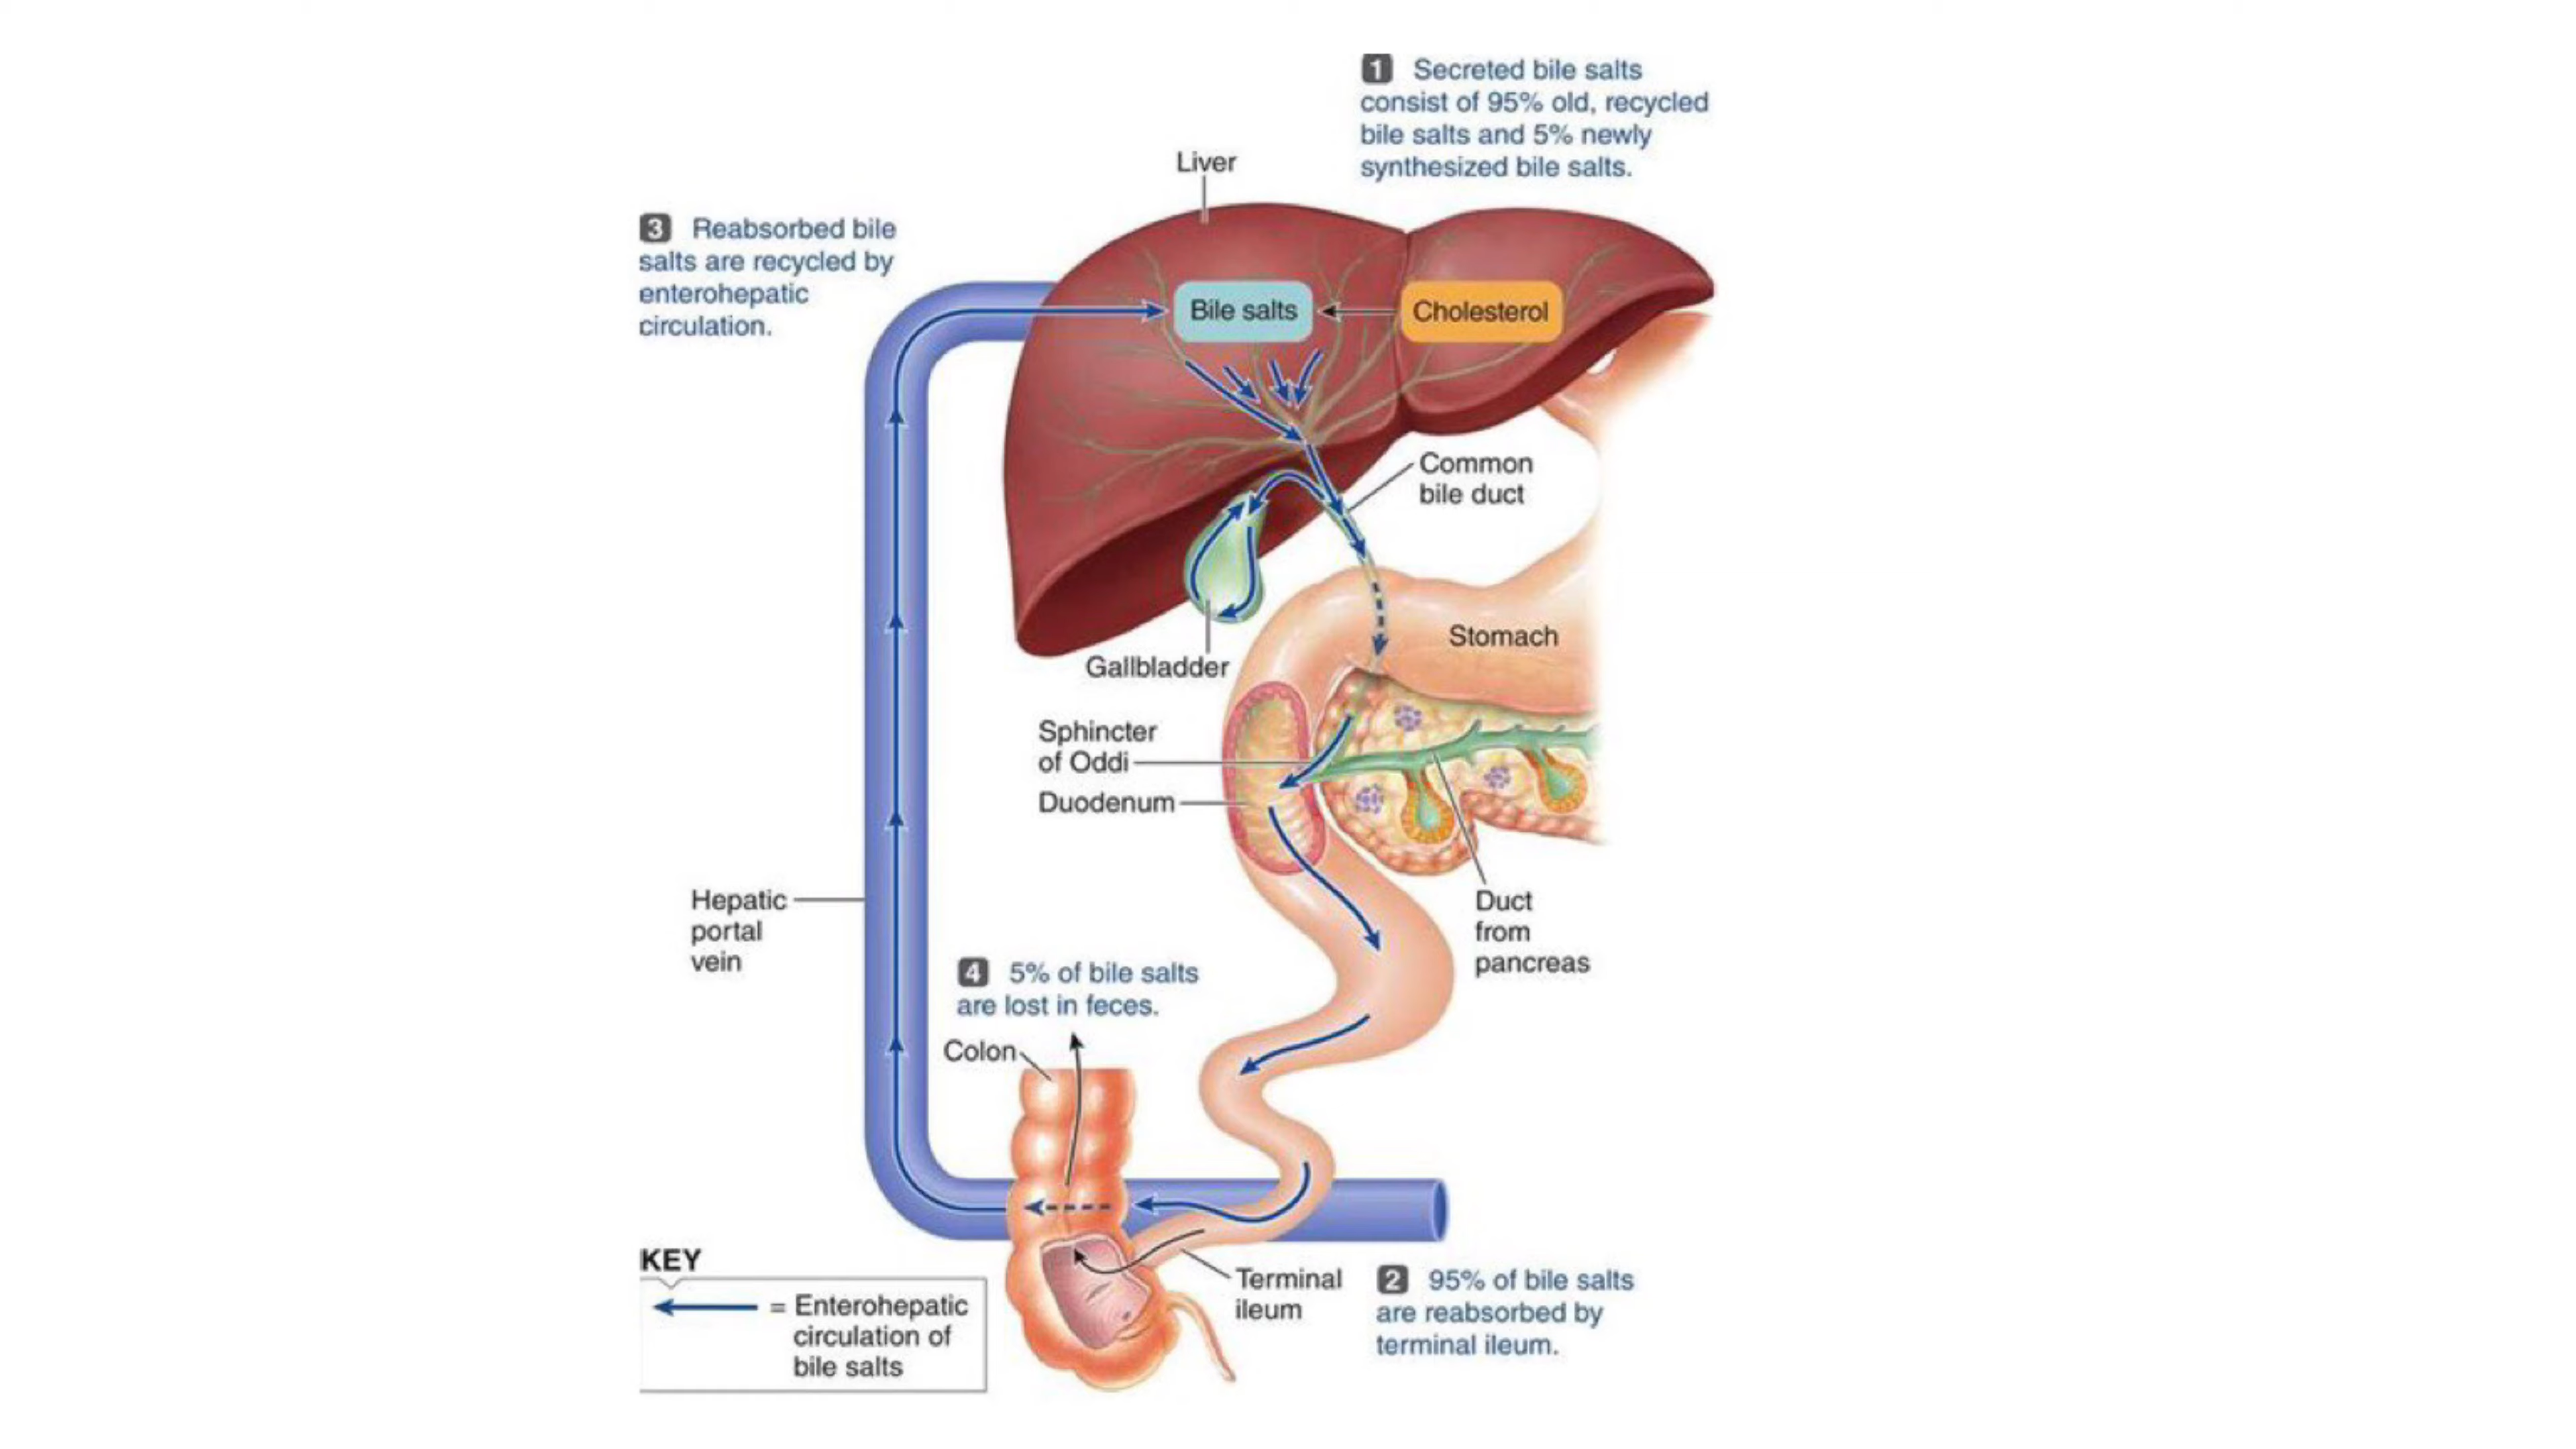 1 Secreted bile salts
consist of 95% old, recycled
bile salts and 5% newly
synthesized bile salts.
Liver
3 Reabsorbed bile
salts are recycled by
enterohepatic
circulation.
Bile salts
Cholesterol
Common
bile duct
Stomach
Gallbladder
Sphincter
of Oddi
Duodenum
Hepatic
portal
vein
Duct
from
pancreas
4 5% of bile salts
are lost in feces.
Colon
KEY
= Enterohepatic
circulation of
bile salts
Terminal
ileum
2 95% of bile salts
are reabsorbed by
terminal ileum.